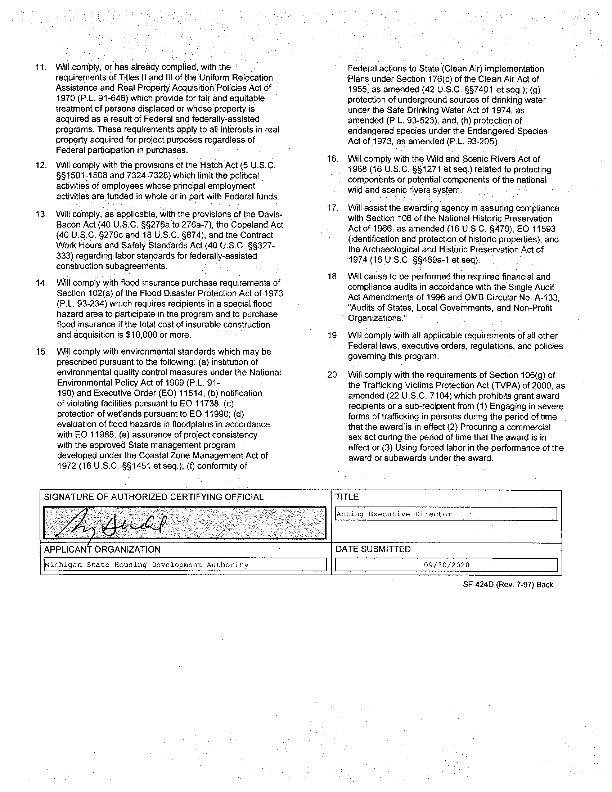 11. Will comply, or has already complied, with the
requirements of Titles II and III of the Uniform Relocation
Assistance and Real Property Acquisition Policies Act of
1970 (P.L. 91-646) which provide for fair and equitable
treatment of persons displaced or whose property is
acquired as a result of Federal and federally-assisted
programs. These requirements apply to all interests in real
property acquired for project purposes regardless of
Federal participation in purchases.
12. Will comply with the provisions of the Hatch Act (5 U.S.C.
§§1501-1508 and 7324-7328) which limit the political
activities of employees whose principal employment
activities are funded in whole or in part with Federal funds.
13. Will comply, as applicable, with the provisions of the Davis-
Bacon Act (40 U.S.C. §§276a to 276a-7), the Copeland Act
(40 U.S.C. §276c and 18 U.S.C. §874), and the Contract
Work Hours and Safety Standards Act (40 U.S.C. §§327-
333) regarding labor standards for federally-assisted
construction subagreements.
14. Will comply with flood insurance purchase requirements of
Section 102(a) of the Flood Disaster Protection Act of 1973
(P.L. 93-234) which requires recipients in a special flood
hazard area to participate in the program and to purchase
flood insurance if the total cost of insurable construction
and acquisition is $10,000 or more.
15. Will comply with environmental standards which may be
prescribed pursuant to the following: (a) institution of
environmental quality control measures under the National
Environmental Policy Act of 1969 (P.L. 91-
190) and Executive Order (EO) 11514; (b) notification
of violating facilities pursuant to EO 11738; (c)
protection of wetlands pursuant to EO 11990; (d)
evaluation of flood hazards in floodplains in accordance
with EO 11988; (e) assurance of project consistency
with the approved State management program
developed under the Coastal Zone Management Act of
1972 (16 U.S.C. §§1451 et seq.); (f) conformity of
Federal actions to State (Clean Air) implementation
Plans under Section 176(c) of the Clean Air Act of
1955, as amended (42 U.S.C. §§7401 et seq.); (g)
protection of underground sources of drinking water
under the Safe Drinking Water Act of 1974, as
amended (P.L. 93-523); and, (h) protection of
endangered species under the Endangered Species
Act of 1973, as amended (P.L. 93-205).
16. Will comply with the Wild and Scenic Rivers Act of
1968 (16 U.S.C. §§1271 et seq.) related to protecting
components or potential components of the national
wild and scenic rivers system.
17. Will assist the awarding agency in assuring compliance
with Section 106 of the National Historic Preservation
Act of 1966, as amended (16 U.S.C. §470), EO 11593
(identification and protection of historic properties), and
the Archaeological and Historic Preservation Act of
1974 (16 U.S.C. §§469a-1 et seq).
18. Will cause to be performed the required financial and
compliance audits in accordance with the Single Audit
Act Amendments of 1996 and OMB Circular No. A-133,
"Audits of States, Local Governments, and Non-Profit
Organizations."
19. Will comply with all applicable requirements of all other
Federal laws, executive orders, regulations, and policies
governing this program.
20. Will comply with the requirements of Section 106(g) of
the Trafficking Victims Protection Act (TVPA) of 2000, as
amended (22 U.S.C. 7104) which prohibits grant award
recipients or a sub-recipient from (1) Engaging in severe
forms of trafficking in persons during the period of time
that the award is in effect (2) Procuring a commercial
sex act during the period of time that the award is in
effect or (3) Using forced labor in the performance of the
award or subawards under the award.
SIGNATURE OF AUTHORIZED CERTIFYING OFFICIAL
TITLE
Acting Executive Director
APPLICANT ORGANIZATION
DATE SUBMITTED
Michigan State Housing Development Authority
09/30/2020
SF-424D (Rev. 7-97) Back